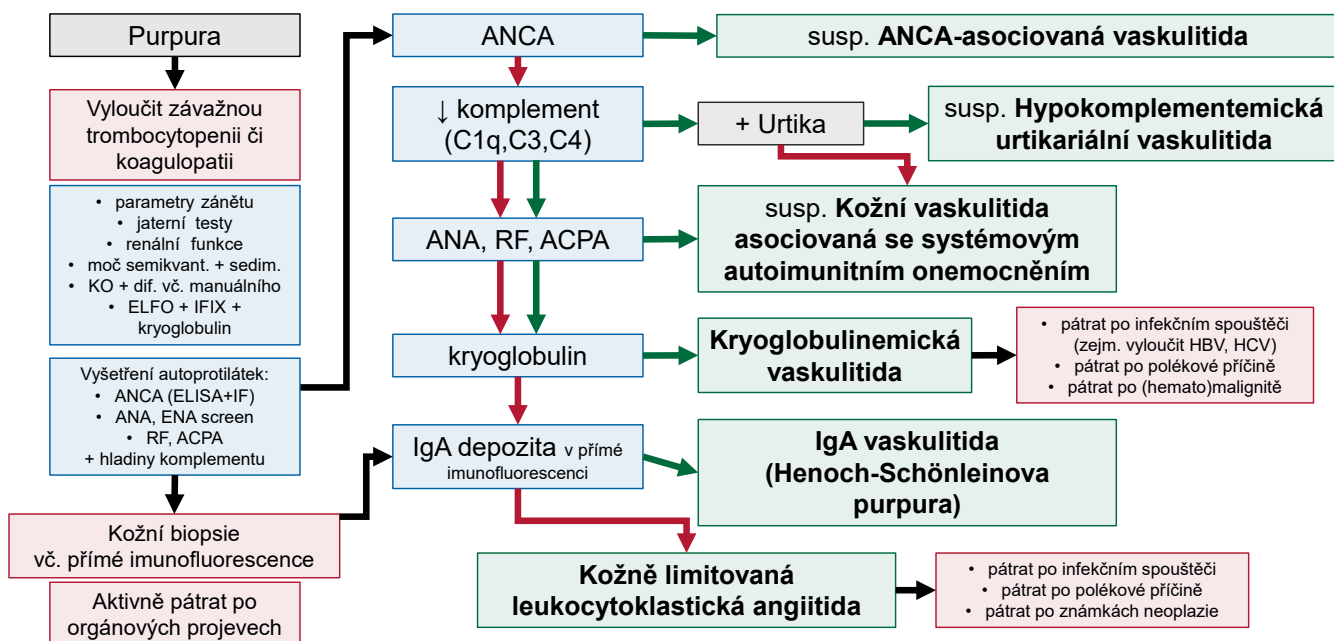 Purpura
Vyloučit závažnou
trombocytopenii či
koagulopatii
• parametry zánětu
• jaterní testy
• renální funkce
• moč semikvant. + sedim.
• KO + dif. vč. manuálního
• ELFO + IFIX +
kryoglobulin
Vyšetření autoprotilátek:
• ANCA (ELISA+IF)
• ANA, ENA screen
• RF, ACPA
+ hladiny komplementu
Kožní biopsie
vč. přímé imunofluorescence
Aktivně pátrat po
orgánových projevech
ANCA
susp. ANCA-asociovaná vaskulitida
↓ komplement
(C1q,C3,C4)
+ Urtika
susp. Hypokomplementemická
urtikariální vaskulitida
ANA, RF, ACPA
susp. Kožní vaskulitida
asociovaná se systémovým
autoimunitním onemocněním
kryoglobulin
Kryoglobulinemická
vaskulitida
• pátrat po infekčním spouštěči
(zejm. vyloučit HBV, HCV)
• pátrat po polékové příčině
• pátrat po (hemato)malignitě
IgA depozita v přímé
imunofluorescenci
IgA vaskulitida
(Henoch-Schönleinova
purpura)
Kožně limitovaná
leukocytoklastická angiitida
• pátrat po infekčním spouštěči
• pátrat po polékové příčině
• pátrat po známkách neoplazie